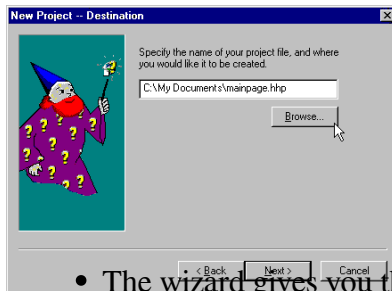 New Project -- Destination
Specify the name of your project file, and where
you would like it to be created.
C:\My Documents\mainpage.hhp
Browse...
< Back Next > Cancel
• The wizard gives you th